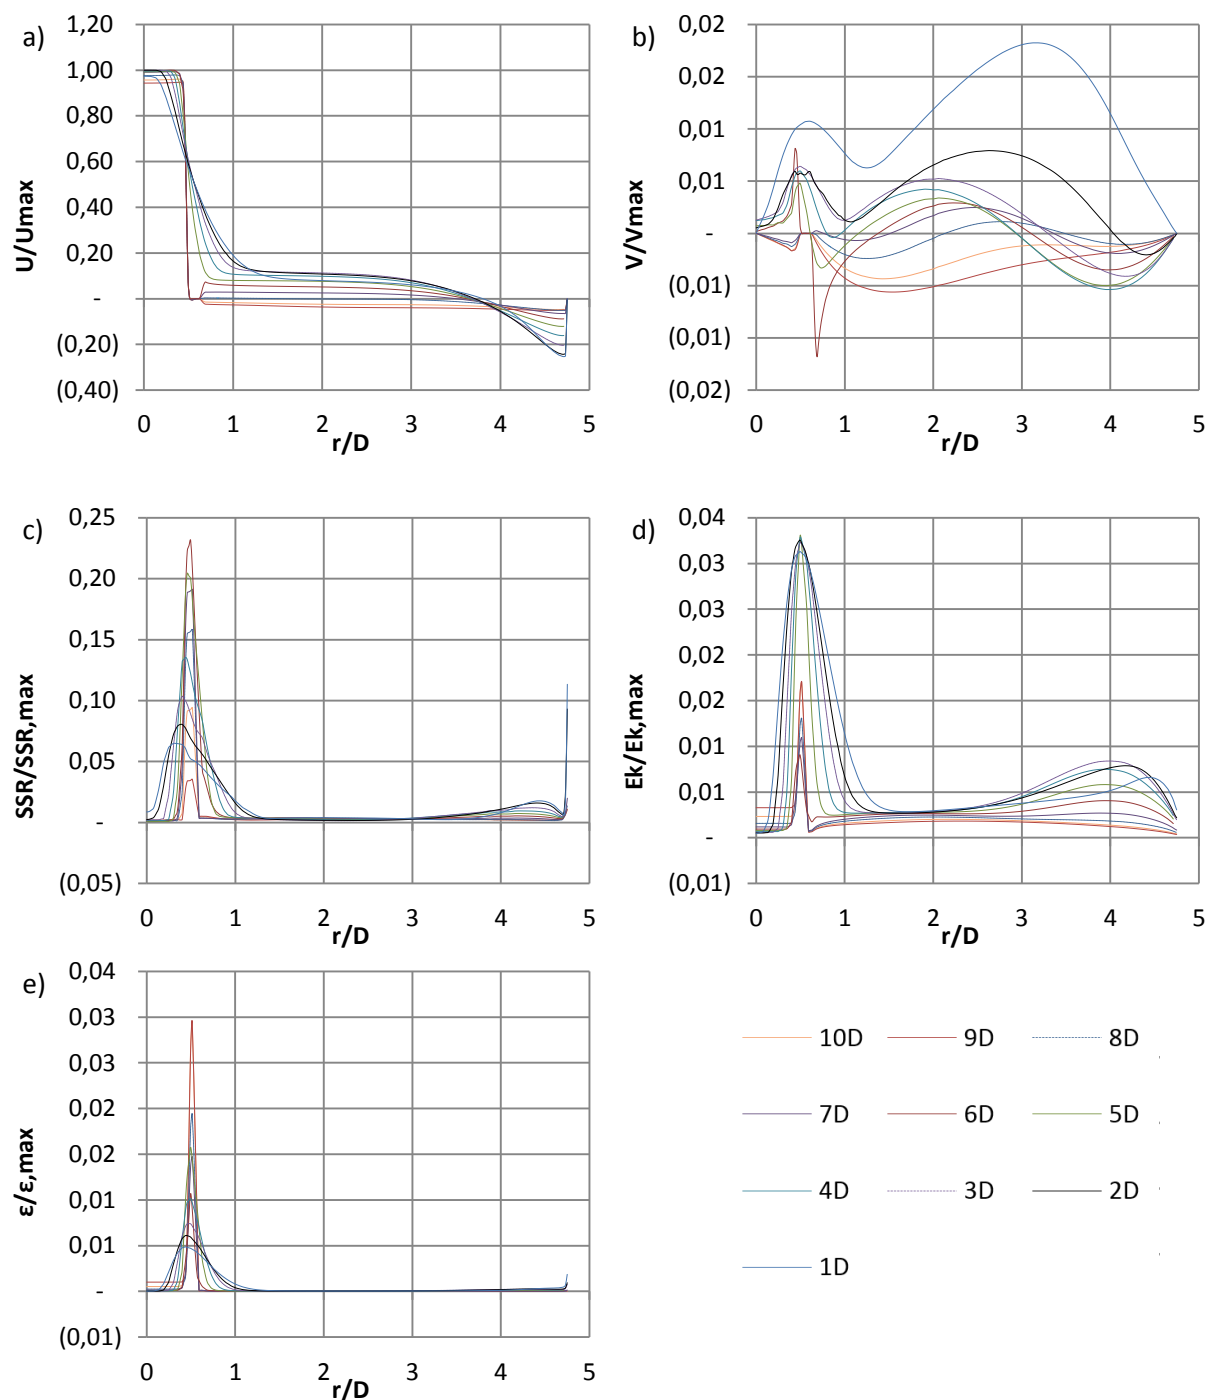 a)
1,20
1,00
0,80
0,60
0,40
0,20
-
(0,20)
(0,40)
U/Umax
0 1 2 3 4 5
r/D
b)
0,02
0,02
0,01
0,01
-
(0,01)
(0,01)
(0,02)
V/Vmax
0 1 2 3 4 5
r/D
c)
0,25
0,20
0,15
0,10
0,05
-
(0,05)
SSR/SSR,max
0 1 2 3 4 5
r/D
d)
0,04
0,03
0,03
0,02
0,02
0,01
0,01
-
(0,01)
Ek/Ek,max
0 1 2 3 4 5
r/D
e)
0,04
0,03
0,03
0,02
0,02
0,01
0,01
-
(0,01)
ε/ε,max
0 1 2 3 4 5
r/D
10D 9D 8D
7D 6D 5D
4D 3D 2D
1D